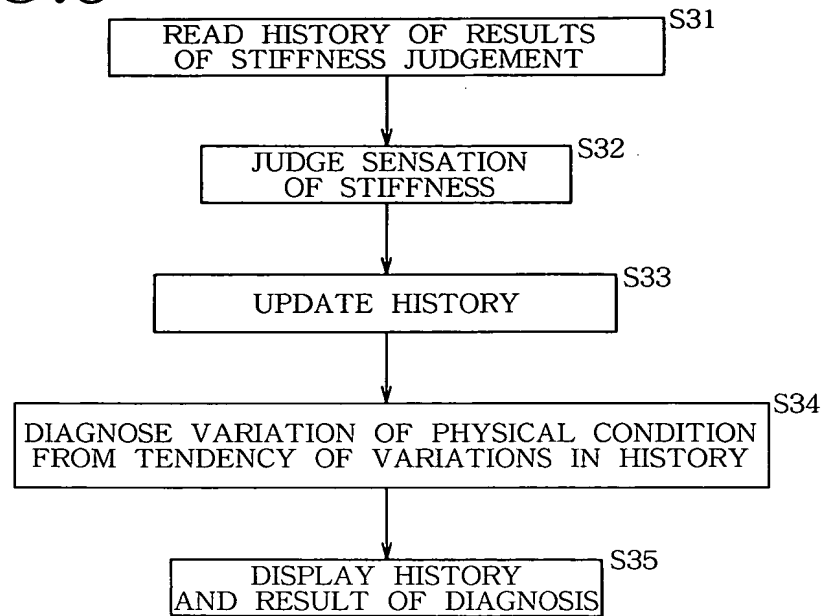 S31
READ HISTORY OF RESULTS
OF STIFFNESS JUDGEMENT
S32
JUDGE SENSATION
OF STIFFNESS
S33
UPDATE HISTORY
S34
DIAGNOSE VARIATION OF PHYSICAL CONDITION
FROM TENDENCY OF VARIATIONS IN HISTORY
S35
DISPLAY HISTORY
AND RESULT OF DIAGNOSIS